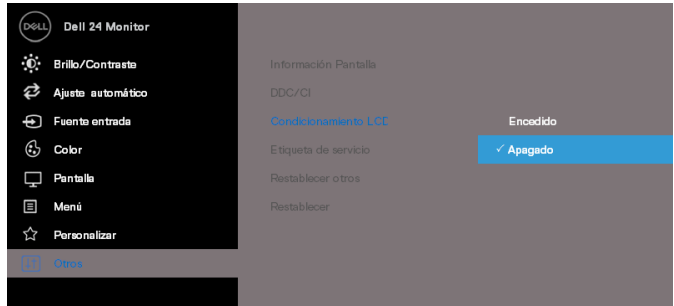 DELL Dell 24 Monitor
Brillo/Contraste
Ajuste automático
Fuente entrada
Color
Pantalla
Menú
Personalizar
Otros
Información Pantalla
DDC/CI
Condicionamiento LCD
Etiqueta de servicio
Restablecer otros
Restablecer
Encedido
✓ Apagado